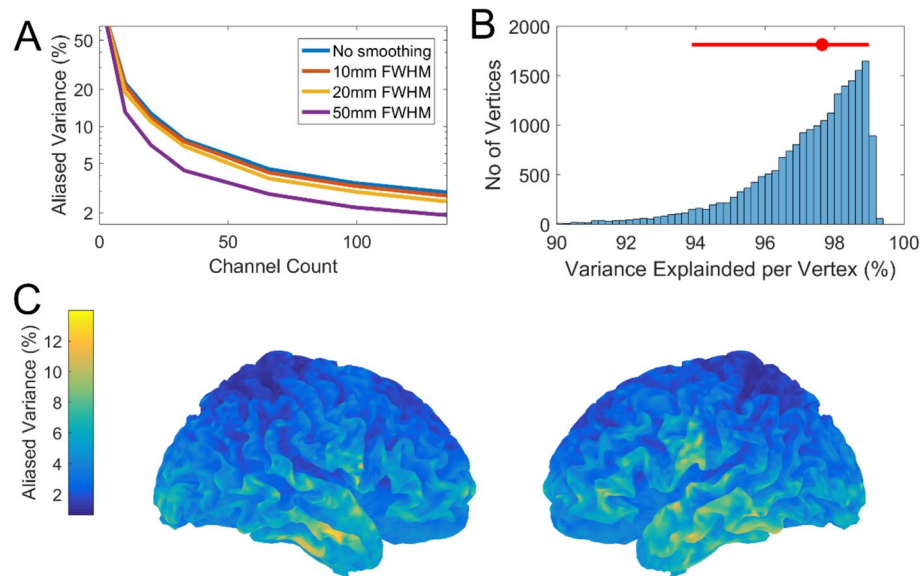 A
Aliased Variance (%)
50
20
10
5
2
0
50
100
Channel Count
No smoothing
10mm FWHM
20mm FWHM
50mm FWHM
B
No of Vertices
2000
1500
1000
500
0
90
92
94
96
98
100
Variance Explainded per Vertex (%)
C
Aliased Variance (%)
12
10
8
6
4
2